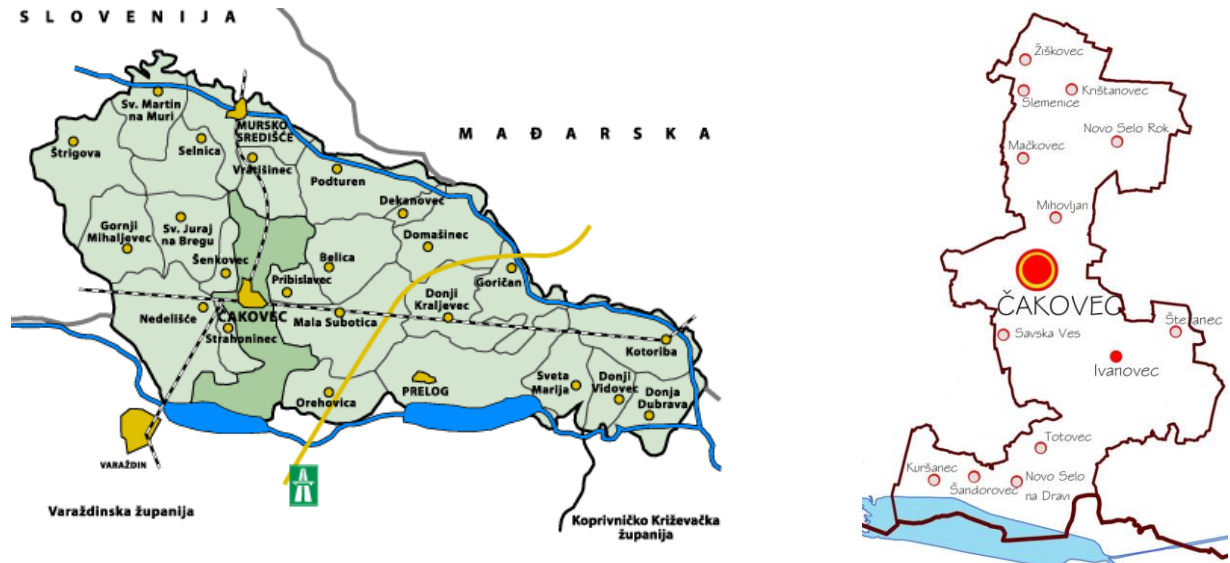 SLOVENIJA
MAĐARSKA
Sv. Martin
na Muri
MURSKO
SREDIŠĆE
Štrigova
Selnica
Vratišinec
Podturen
Dekanovec
Gornji
Mihaljevec
Sv. Juraj
na Bregu
Domašinec
Šenkovec
Belica
Pribislavec
Goričan
Donji
Kraljevec
Nedelišće
ČAKOVEC
Mala Subotica
Strahoninec
Kotoriba
Orehovica
PRELOG
Sveta
Marija
Donji
Vidovec
Donja
Dubrava
VARAŽDIN
Varaždinska županija
Koprivničko Križevačka
županija
Žiškovec
Slemenice
Krištanovec
Novo Selo Rok
Mačkovec
Mihovljan
ČAKOVEC
Štefanec
Savska Ves
Ivanovec
Totovec
Kuršanec
Šandorovec
Novo Selo
na Dravi